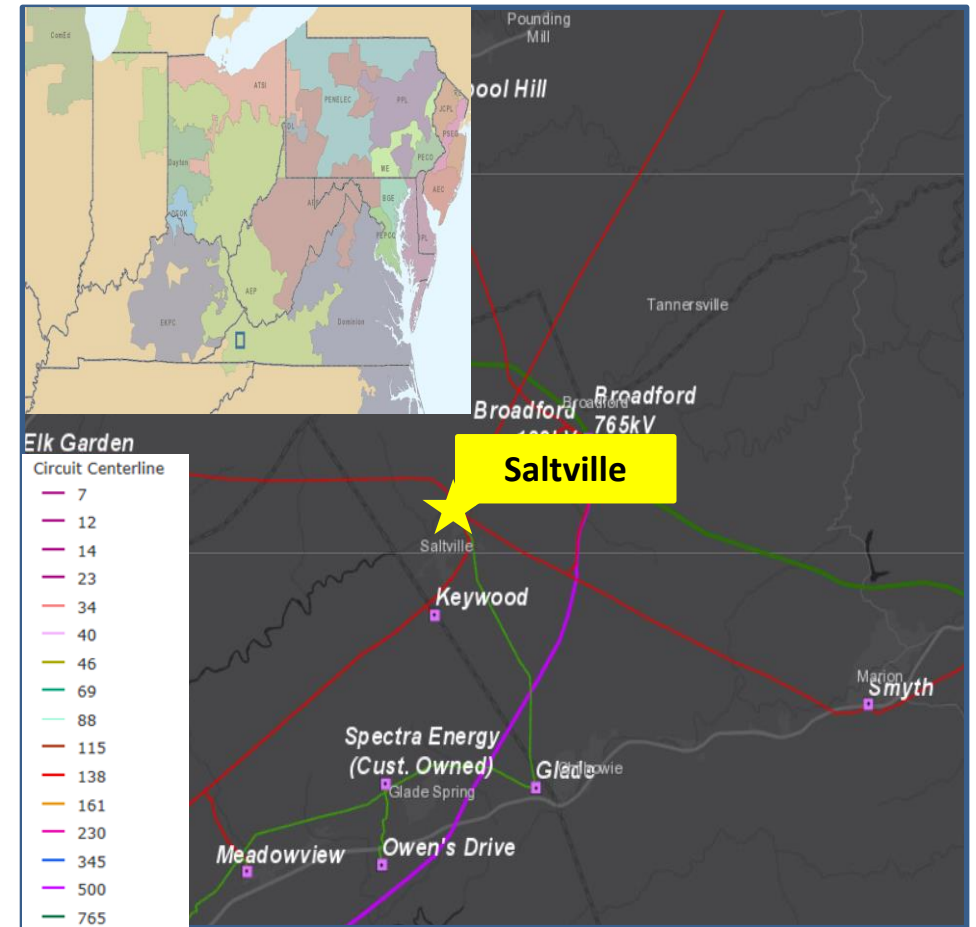 ComEd
ATSI
PENELEC
PPL
JCPL
PSEG
PECO
ME
AEC
Dayton
BGE
PEPCO
AEP
EKPC
Dominion
Pounding
Mill
ool Hill
Tannersville
Broadford
Broadford
Broadford
765kV
Elk Garden
Saltville
Saltville
Keywood
Marion
Smyth
Spectra Energy
(Cust. Owned)
Glade
Glade Spring
Meadowview
Owen's Drive
Circuit Centerline
7
12
14
23
34
40
46
69
88
115
138
161
230
345
500
765